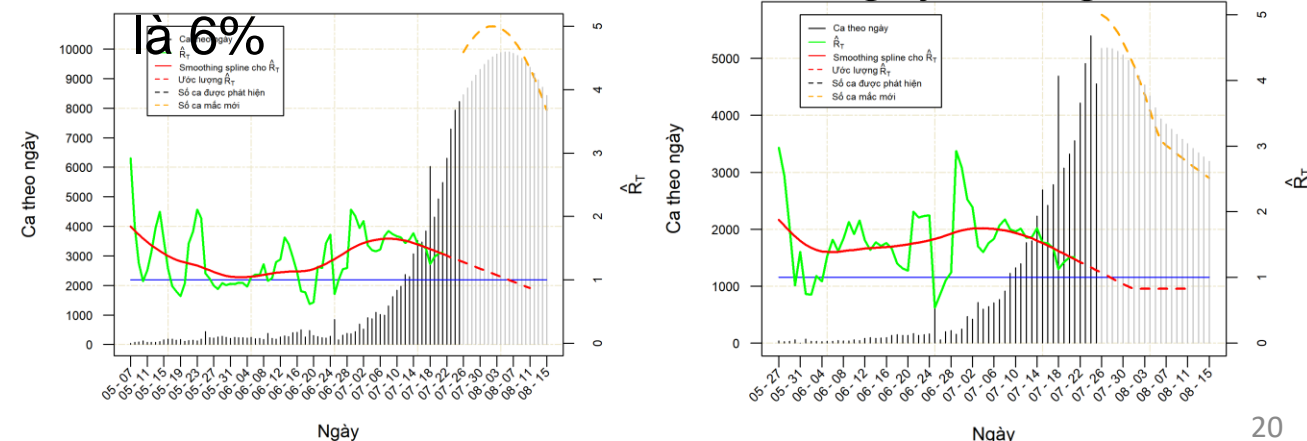 là 6%
Ca theo ngày
R̂T
Smoothing spline cho R̂T
Ước lượng R̂T
Số ca được phát hiện
Số ca mắc mới
10000
9000
8000
7000
6000
5000
4000
3000
2000
1000
0
Ca theo ngày
5
4
3
2
1
0
R̂T
05 - 07
05 - 11
05 - 15
05 - 19
05 - 23
05 - 27
05 - 31
06 - 04
06 - 08
06 - 12
06 - 16
06 - 20
06 - 24
06 - 28
07 - 02
07 - 06
07 - 10
07 - 14
07 - 18
07 - 22
07 - 26
07 - 30
08 - 03
08 - 07
08 - 11
08 - 15
Ngày
Ca theo ngày
R̂T
Smoothing spline cho R̂T
Ước lượng R̂T
Số ca được phát hiện
Số ca mắc mới
5000
4000
3000
2000
1000
0
Ca theo ngày
5
4
3
2
1
0
R̂T
05 - 27
05 - 31
06 - 04
06 - 08
06 - 12
06 - 16
06 - 20
06 - 24
06 - 28
07 - 02
07 - 06
07 - 10
07 - 14
07 - 18
07 - 22
07 - 26
07 - 30
08 - 03
08 - 07
08 - 11
08 - 15
Ngày
20